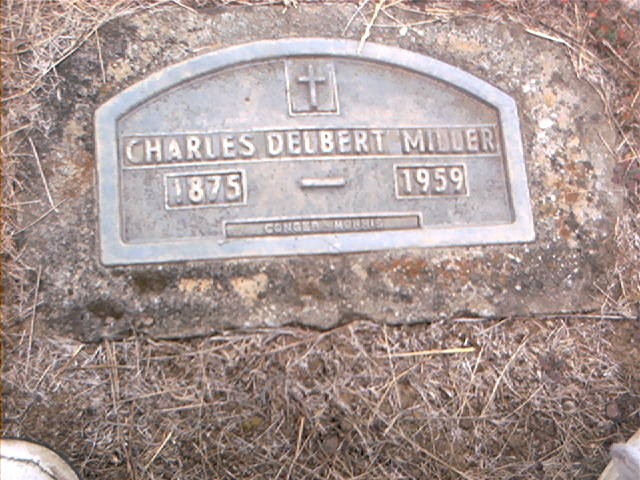 CHARLES DELBERT MILLER
1875 — 1959
CONGER MORRIS